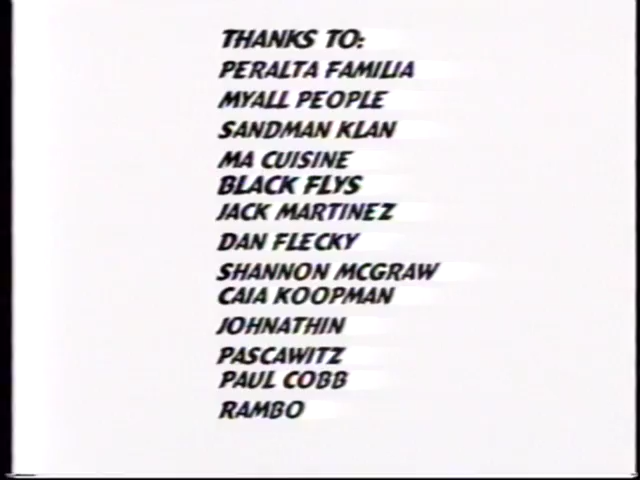 THANKS TO:
PERALTA FAMILIA
MYALL PEOPLE
SANDMAN KLAN
MA CUISINE
BLACK FLYS
JACK MARTINEZ
DAN FLECKY
SHANNON MCGRAW
CAIA KOOPMAN
JOHNATHIN
PASCAWITZ
PAUL COBB
RAMBO